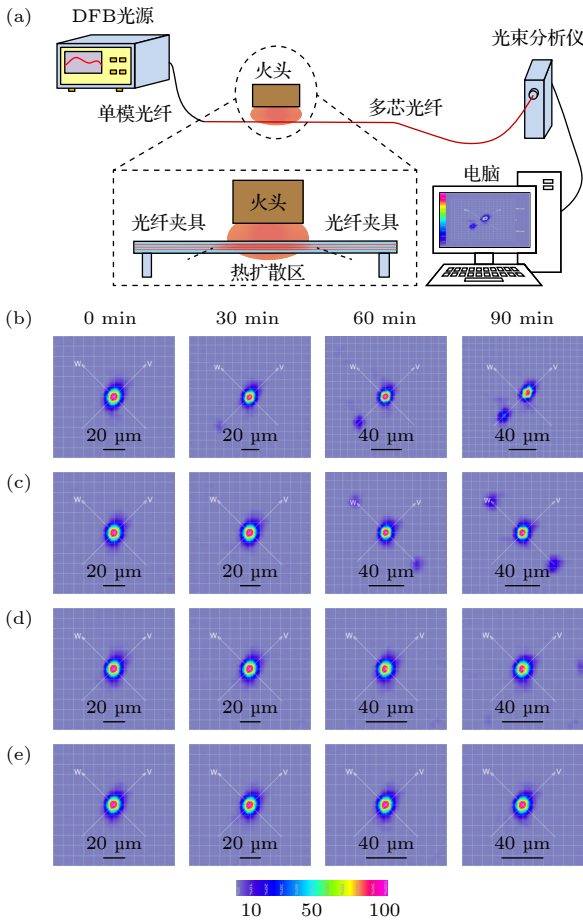 (a)
DFB光源
光束分析仪
火头
单模光纤
多芯光纤
电脑
火头
光纤夹具
光纤夹具
热扩散区
(b)
0 min
30 min
60 min
90 min
W V
W V
W V
W V
20 µm
20 µm
40 µm
40 µm
(c)
W V
W V
W V
W V
20 µm
20 µm
40 µm
40 µm
(d)
W V
W V
W V
W V
20 µm
20 µm
40 µm
40 µm
(e)
W V
W V
W V
W V
20 µm
20 µm
40 µm
40 µm
10 50 100